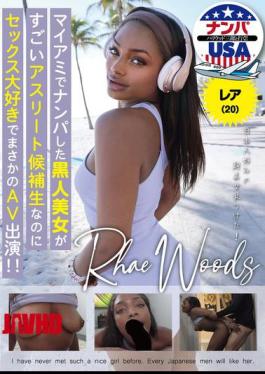 マイアミでナンパした黒人美女が
すごいアスリート候補生なのに
セックス大好きでまさかのAV出演!!
ナンパ
USA
レア
(20)
Rhae Woods
JAVHD
I have never met such a nice girl before. Every Japanese men will like her.